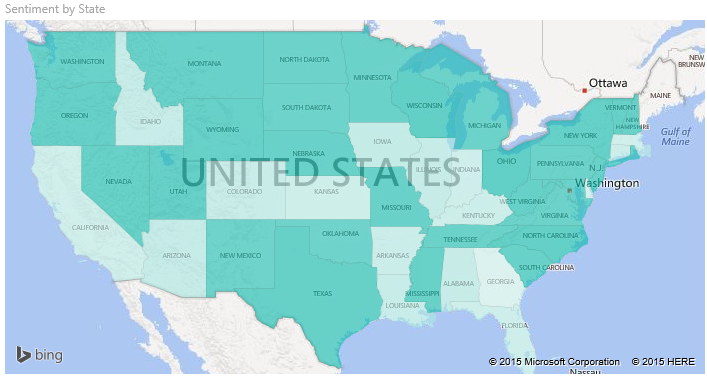 Sentiment by State
Ottawa
NEW
BRUNSW
MAINE
WASHINGTON
MONTANA
NORTH DAKOTA
MINNESOTA
OREGON
IDAHO
SOUTH DAKOTA
WISCONSIN
MICHIGAN
VERMONT
NEW
HAMPSHIRE
NEW YORK
Gulf of
Maine
WYOMING
IOWA
NEBRASKA
ILLINOIS
INDIANA
OHIO
PENNSYLVANIA
N.J.
UNITED STATES
NEVADA
UTAH
COLORADO
KANSAS
MISSOURI
KENTUCKY
WEST VIRGINIA
VIRGINIA
Washington
CALIFORNIA
ARIZONA
NEW MEXICO
OKLAHOMA
ARKANSAS
TENNESSEE
NORTH CAROLINA
SOUTH CAROLINA
TEXAS
MISSISSIPPI
LOUISIANA
ALABAMA
GEORGIA
FLORIDA
bing
© 2015 Microsoft Corporation © 2015 HERE
Nassau